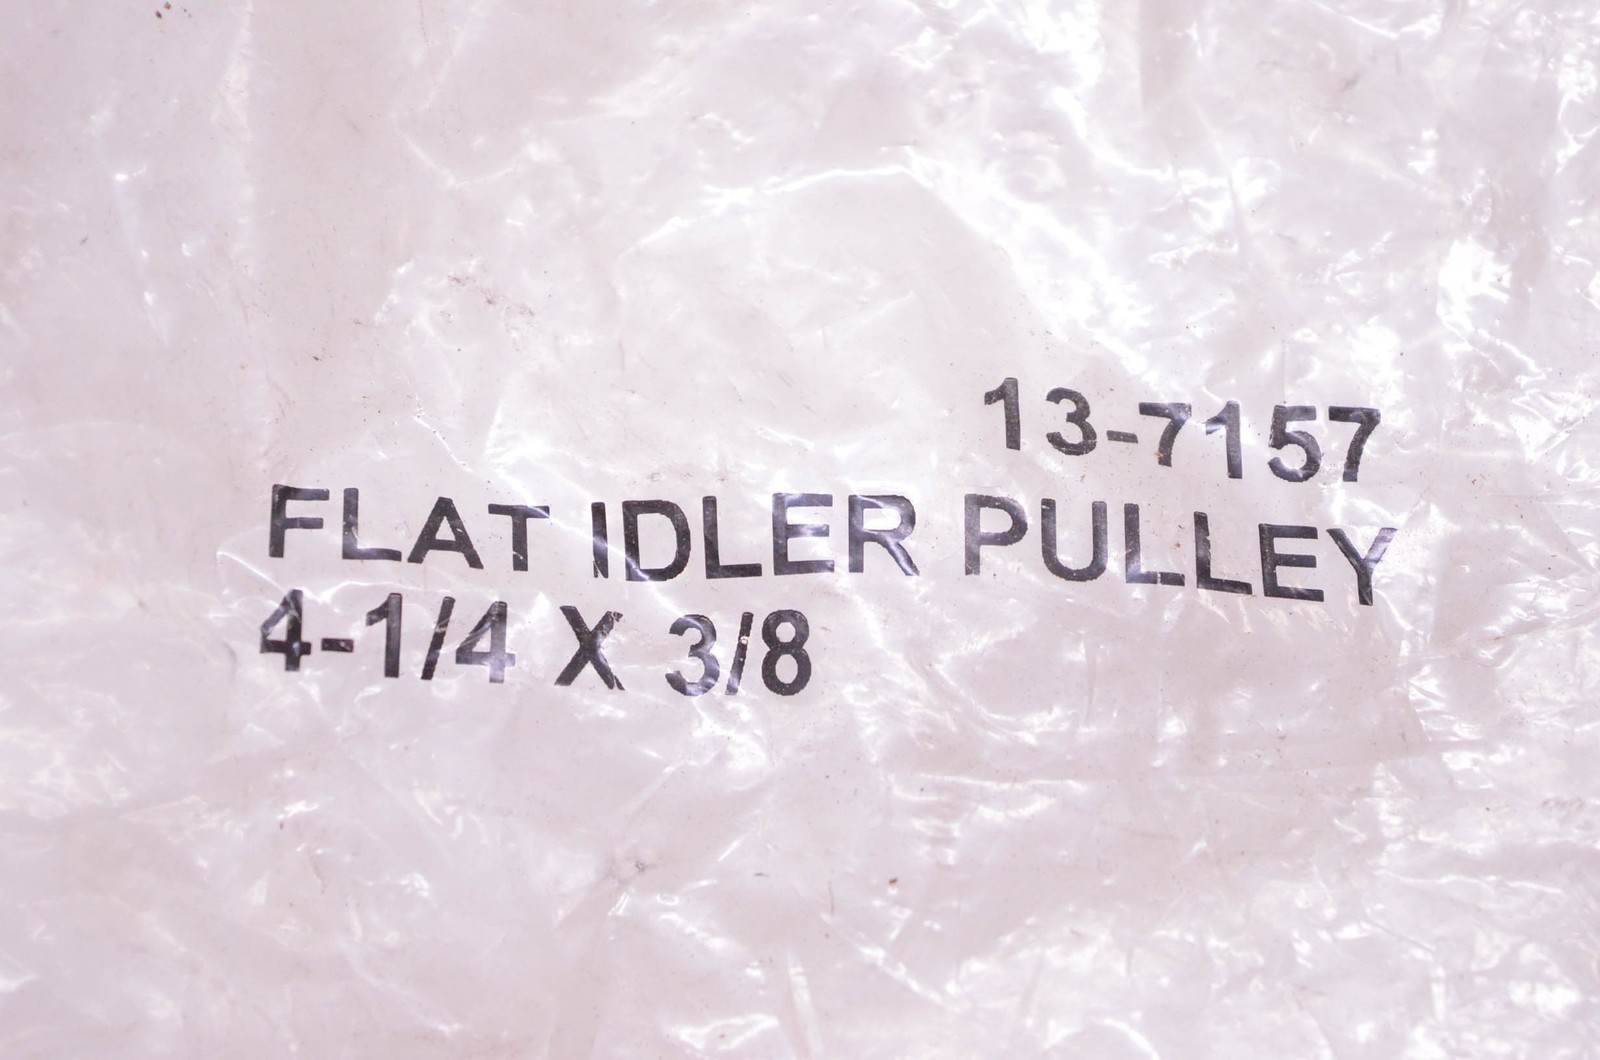 13-7157
FLAT IDLER PULLEY
4-1/4 X 3/8